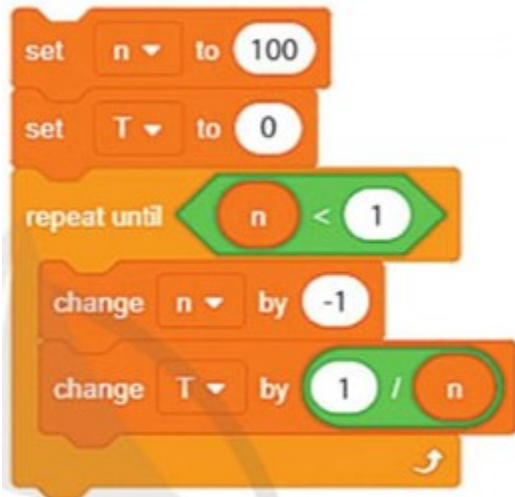 set n to 100
set T to 0
repeat until n < 1
change n by -1
change T by 1 / n